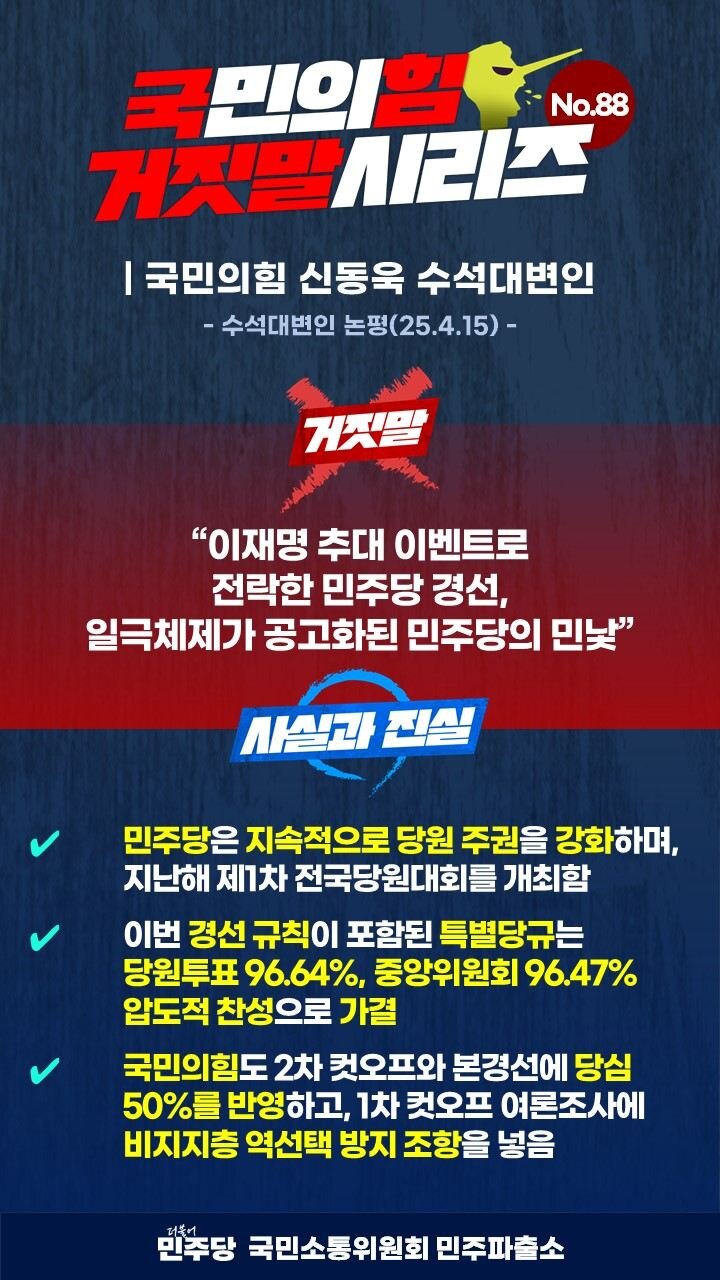 국민의힘
No.88
거짓말시리즈
| 국민의힘 신동욱 수석대변인
- 수석대변인 논평(25.4.15) -
거짓말
“이재명 추대 이벤트로
전락한 민주당 경선,
일극체제가 공고화된 민주당의 민낯”
사실과 진실
✔ 민주당은 지속적으로 당원 주권을 강화하며,
지난해 제1차 전국당원대회를 개최함
✔ 이번 경선 규칙이 포함된 특별당규는
당원투표 96.64%, 중앙위원회 96.47%
압도적 찬성으로 가결
✔ 국민의힘도 2차 컷오프와 본경선에 당심
50%를 반영하고, 1차 컷오프 여론조사에
비지지층 역선택 방지 조항을 넣음
더불어
민주당 국민소통위원회 민주파출소